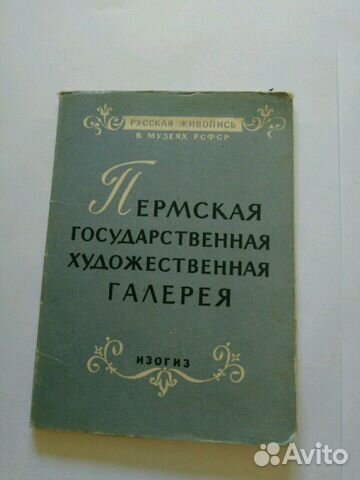 РУССКАЯ ЖИВОПИСЬ
В МУЗЕЯХ РСФСР
ПЕРМСКАЯ
ГОСУДАРСТВЕННАЯ
ХУДОЖЕСТВЕННАЯ
ГАЛЕРЕЯ
ИЗОГИЗ
Avito